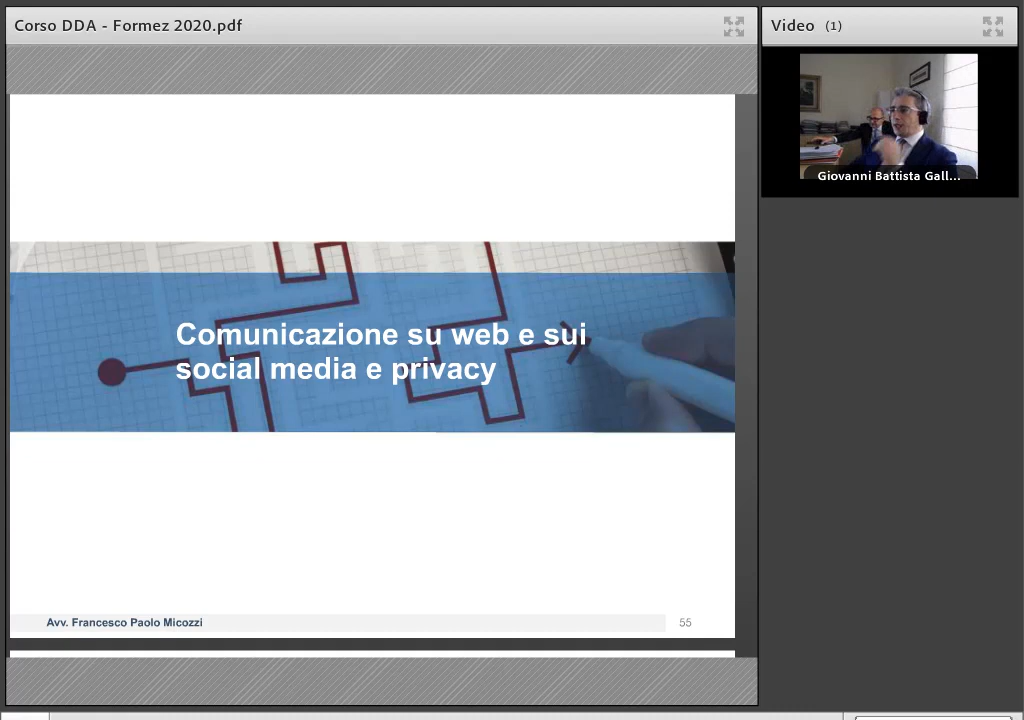 Corso DDA - Formez 2020.pdf
Video (1)
Giovanni Battista Gall...
Comunicazione su web e sui
social media e privacy
Avv. Francesco Paolo Micozzi
55